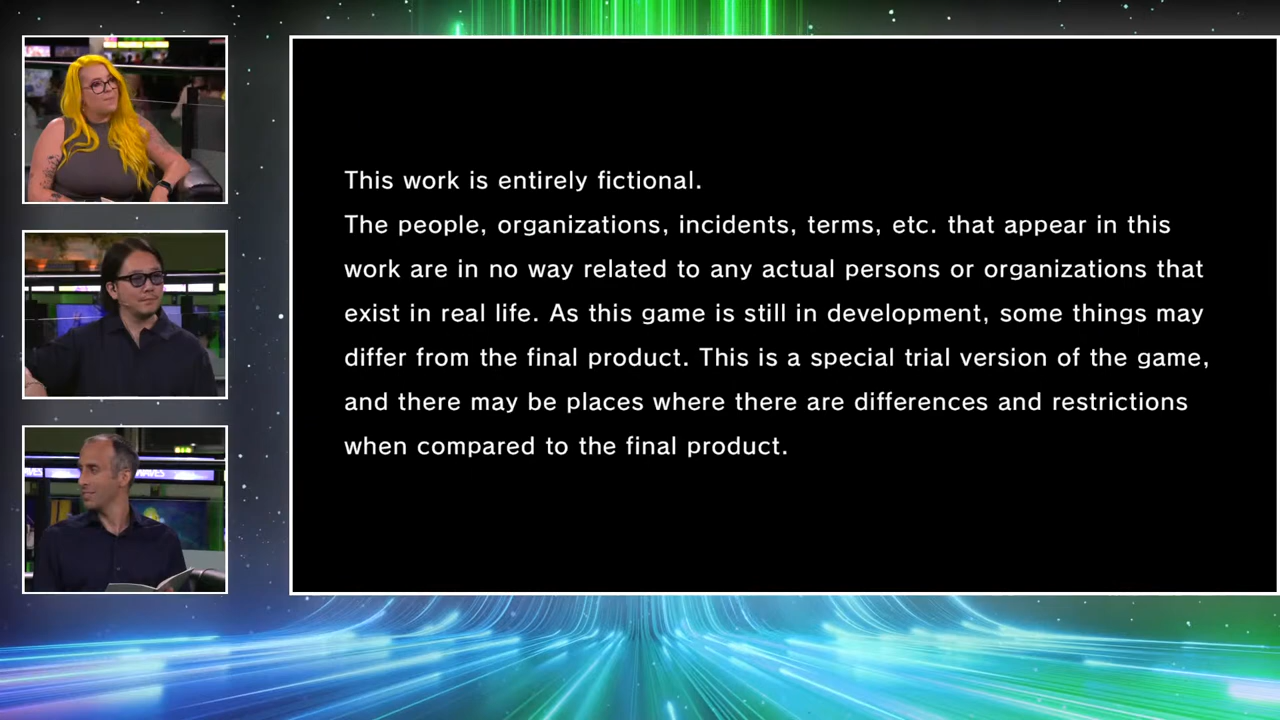 This work is entirely fictional.
The people, organizations, incidents, terms, etc. that appear in this
work are in no way related to any actual persons or organizations that
exist in real life. As this game is still in development, some things may
differ from the final product. This is a special trial version of the game,
and there may be places where there are differences and restrictions
when compared to the final product.